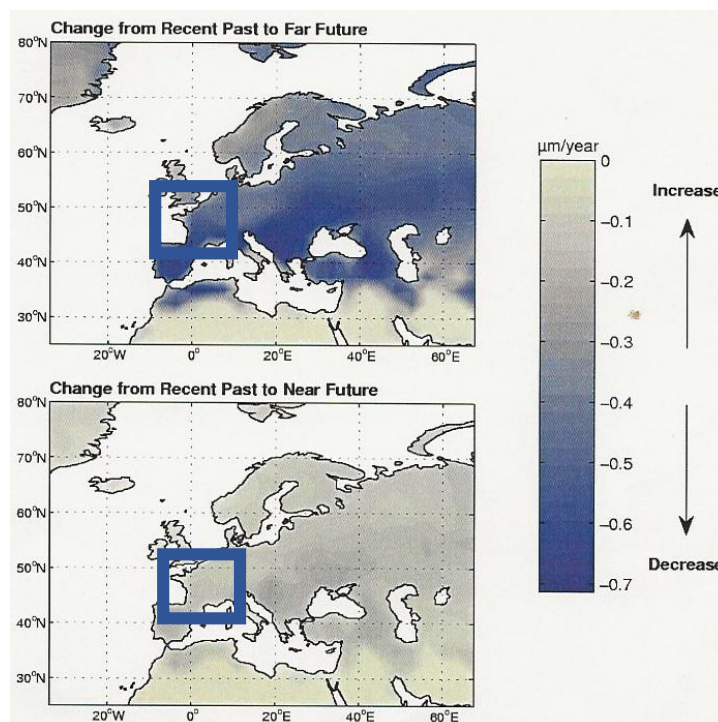 Change from Recent Past to Far Future
80°N
70°N
60°N
50°N
40°N
30°N
20°W 0° 20°E 40°E 60°E
Change from Recent Past to Near Future
80°N
70°N
60°N
50°N
40°N
30°N
20°W 0° 20°E 40°E 60°E
µm/year
0
−0.1
−0.2
−0.3
−0.4
−0.5
−0.6
−0.7
Increase
Decrease